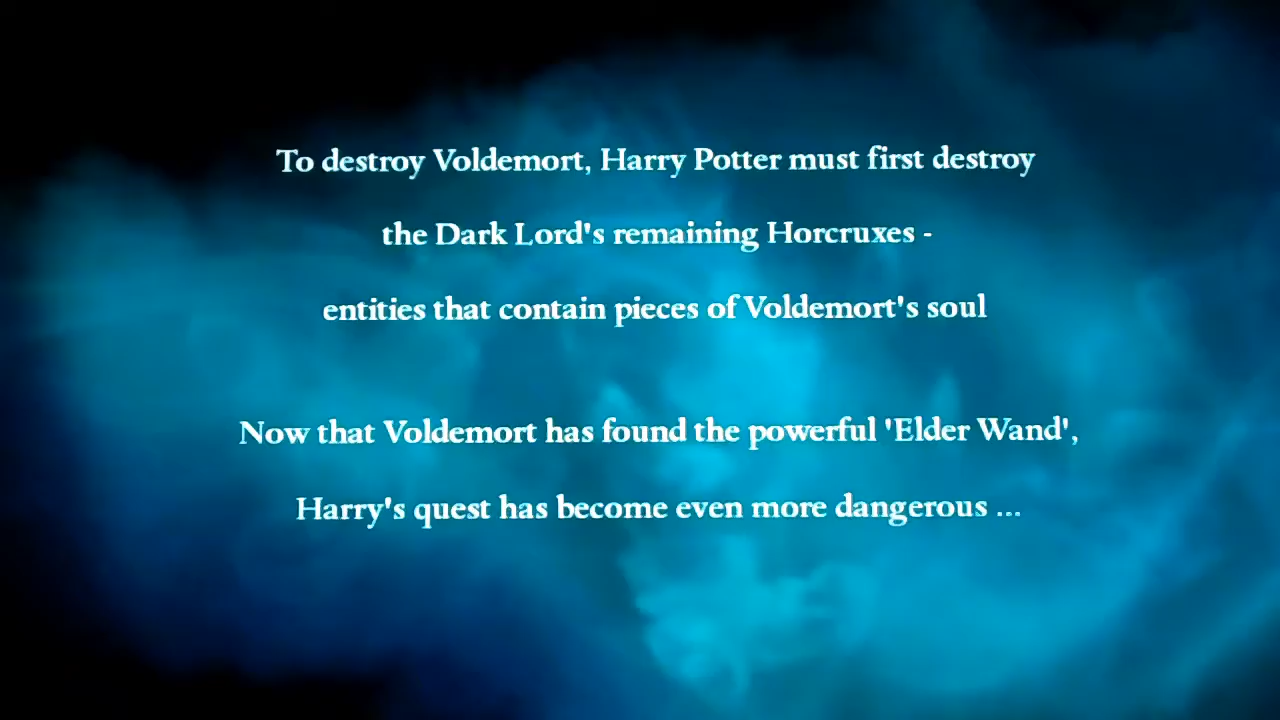 To destroy Voldemort, Harry Potter must first destroy
the Dark Lord's remaining Horcruxes -
entities that contain pieces of Voldemort's soul
Now that Voldemort has found the powerful 'Elder Wand',
Harry's quest has become even more dangerous ...